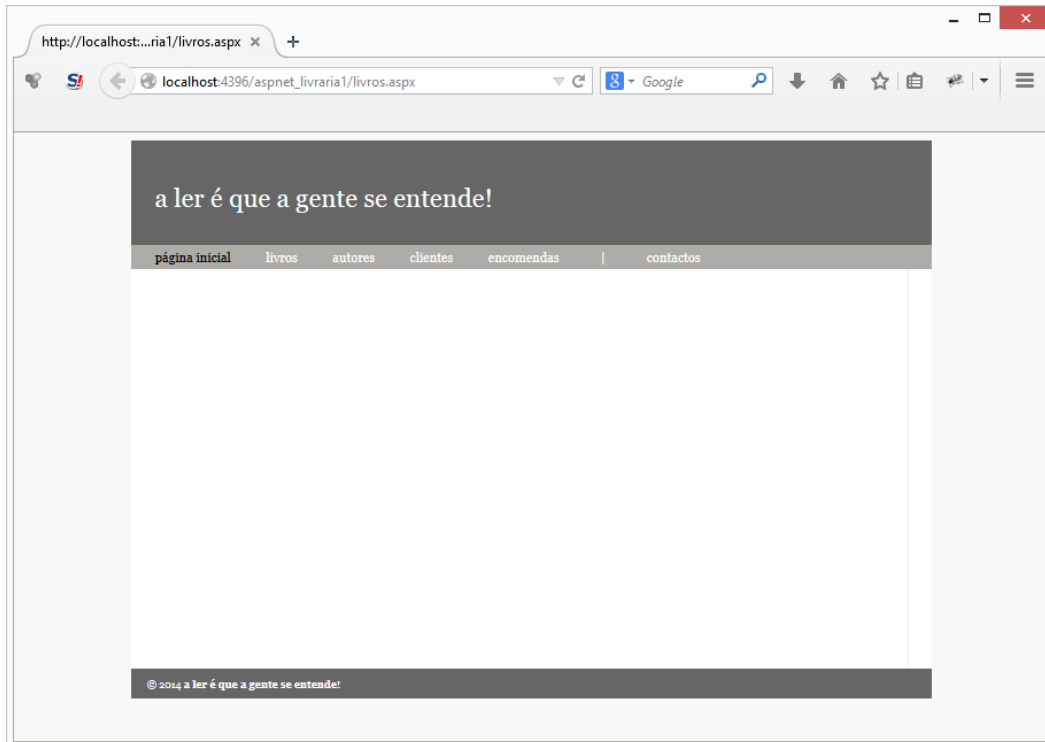 http://localhost:...ria1/livros.aspx
S!
localhost:4396/aspnet_livraria1/livros.aspx
8 Google
a ler é que a gente se entende!
página inicial livros autores clientes encomendas | contactos
© 2014 a ler é que a gente se entende!